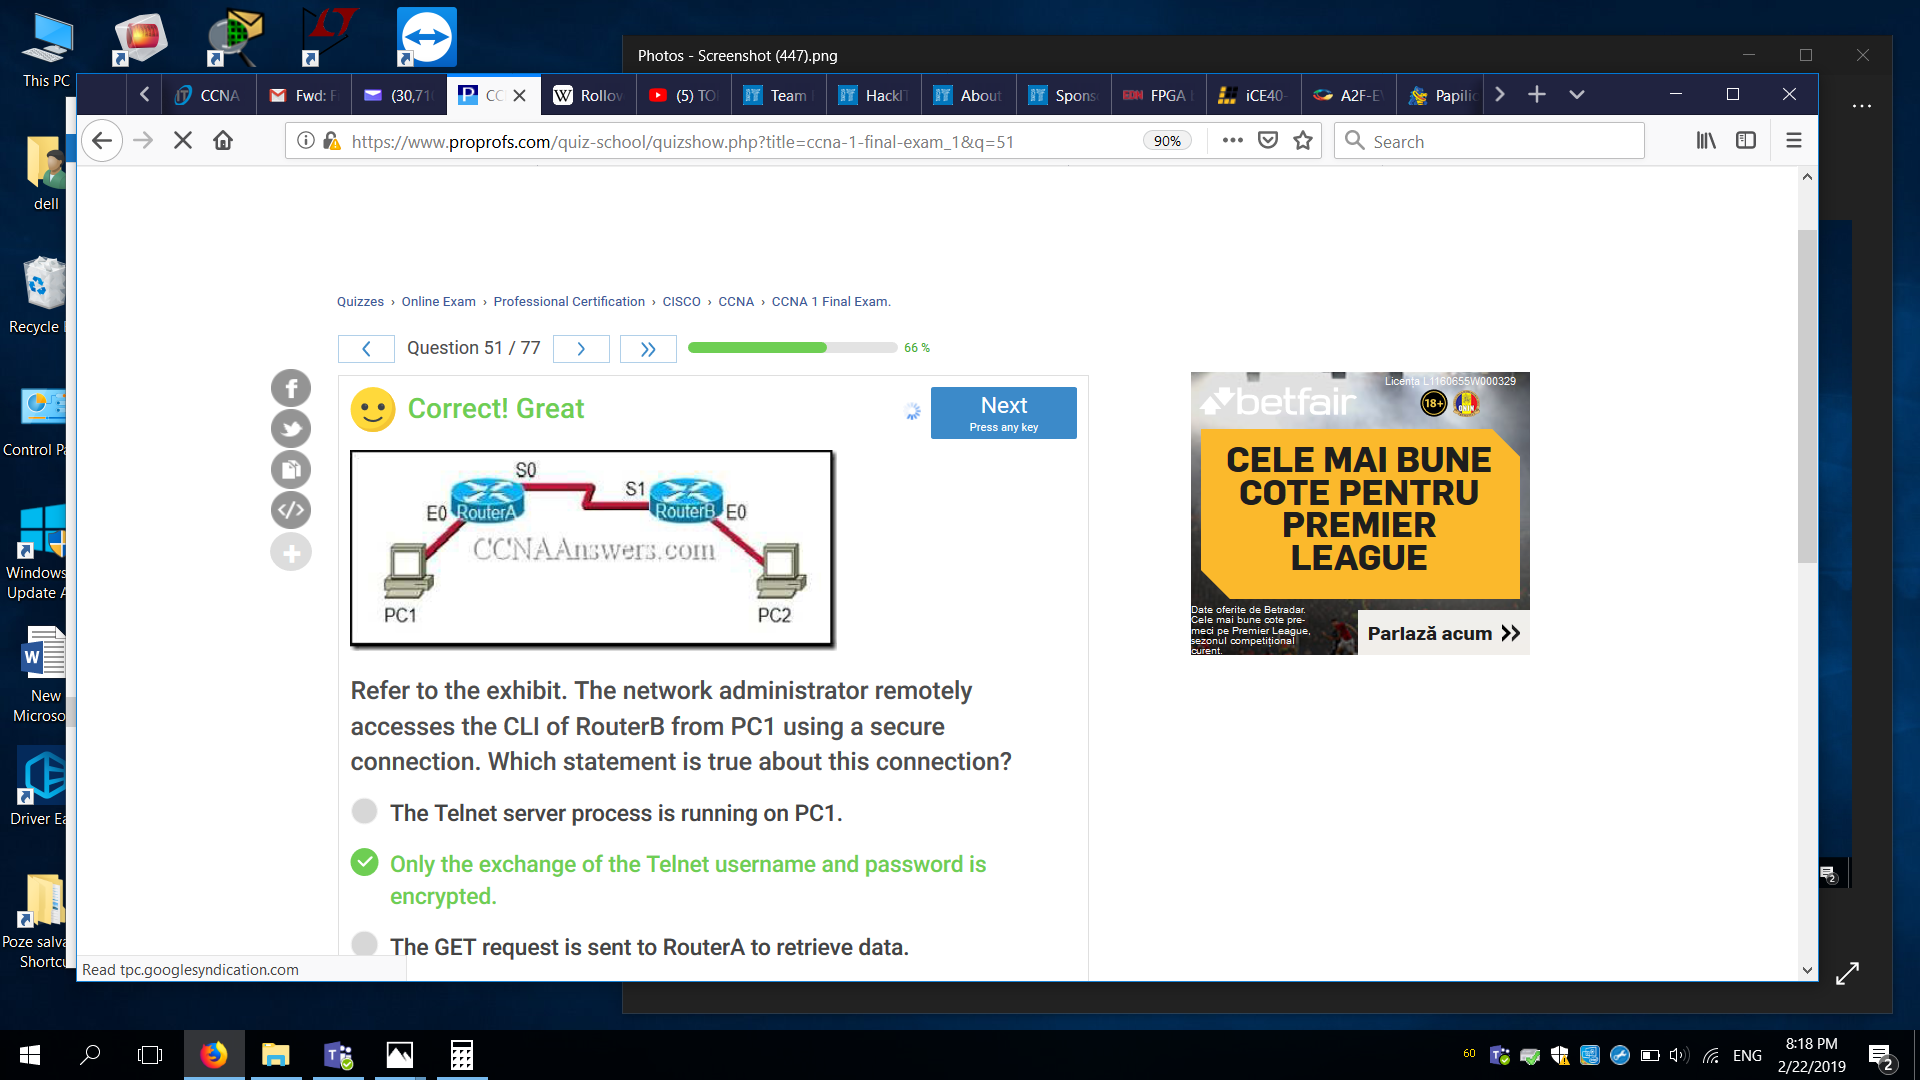 This PC
Photos - Screenshot (447).png
CCNA
Fwd: F
(30,710
CC
Rollov
(5) TO
Team
HackIT
About
Spons
FPGA
iCE40-
A2F-EV
Papilio
https://www.proprofs.com/quiz-school/quizshow.php?title=ccna-1-final-exam_1&q=51
90%
Search
dell
Recycle
Control Pa
Windows
Update A
New
Microso
Driver Ea
Poze salva
Shortcu
Quizzes › Online Exam › Professional Certification › CISCO › CCNA › CCNA 1 Final Exam.
Question 51 / 77
66 %
Correct! Great
Next
Press any key
S0
S1
E0
RouterA
RouterB
E0
CCNAAnswers.com
PC1
PC2
Refer to the exhibit. The network administrator remotely
accesses the CLI of RouterB from PC1 using a secure
connection. Which statement is true about this connection?
The Telnet server process is running on PC1.
Only the exchange of the Telnet username and password is
encrypted.
The GET request is sent to RouterA to retrieve data.
Licenta L1160655W000329
betfair
18+
CELE MAI BUNE
COTE PENTRU
PREMIER
LEAGUE
Date oferite de Betradar.
Cele mai bune cote pre-
meci pe Premier League,
sezonul competițional
curent.
Parlază acum
Read tpc.googlesyndication.com
60
ENG
8:18 PM
2/22/2019
2